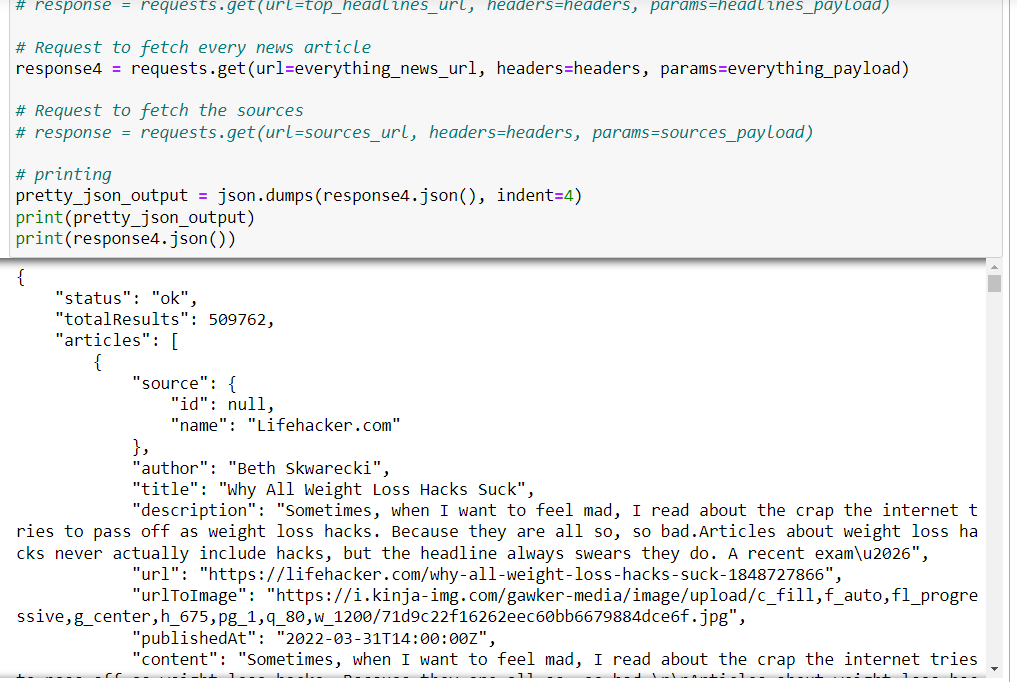 # response = requests.get(url=top_headlines_url, headers=headers, params=headlines_payload)
# Request to fetch every news article
response4 = requests.get(url=everything_news_url, headers=headers, params=everything_payload)
# Request to fetch the sources
# response = requests.get(url=sources_url, headers=headers, params=sources_payload)
# printing
pretty_json_output = json.dumps(response4.json(), indent=4)
print(pretty_json_output)
print(response4.json())
{
    "status": "ok",
    "totalResults": 509762,
    "articles": [
        {
            "source": {
                "id": null,
                "name": "Lifehacker.com"
            },
            "author": "Beth Skwarecki",
            "title": "Why All Weight Loss Hacks Suck",
            "description": "Sometimes, when I want to feel mad, I read about the crap the internet t
ries to pass off as weight loss hacks. Because they are all so, so bad.Articles about weight loss ha
cks never actually include hacks, but the headline always swears they do. A recent exam\u2026",
            "url": "https://lifehacker.com/why-all-weight-loss-hacks-suck-1848727866",
            "urlToImage": "https://i.kinja-img.com/gawker-media/image/upload/c_fill,f_auto,fl_progre
ssive,g_center,h_675,pg_1,q_80,w_1200/71d9c22f16262eec60bb6679884dce6f.jpg",
            "publishedAt": "2022-03-31T14:00:00Z",
            "content": "Sometimes, when I want to feel mad, I read about the crap the internet tries